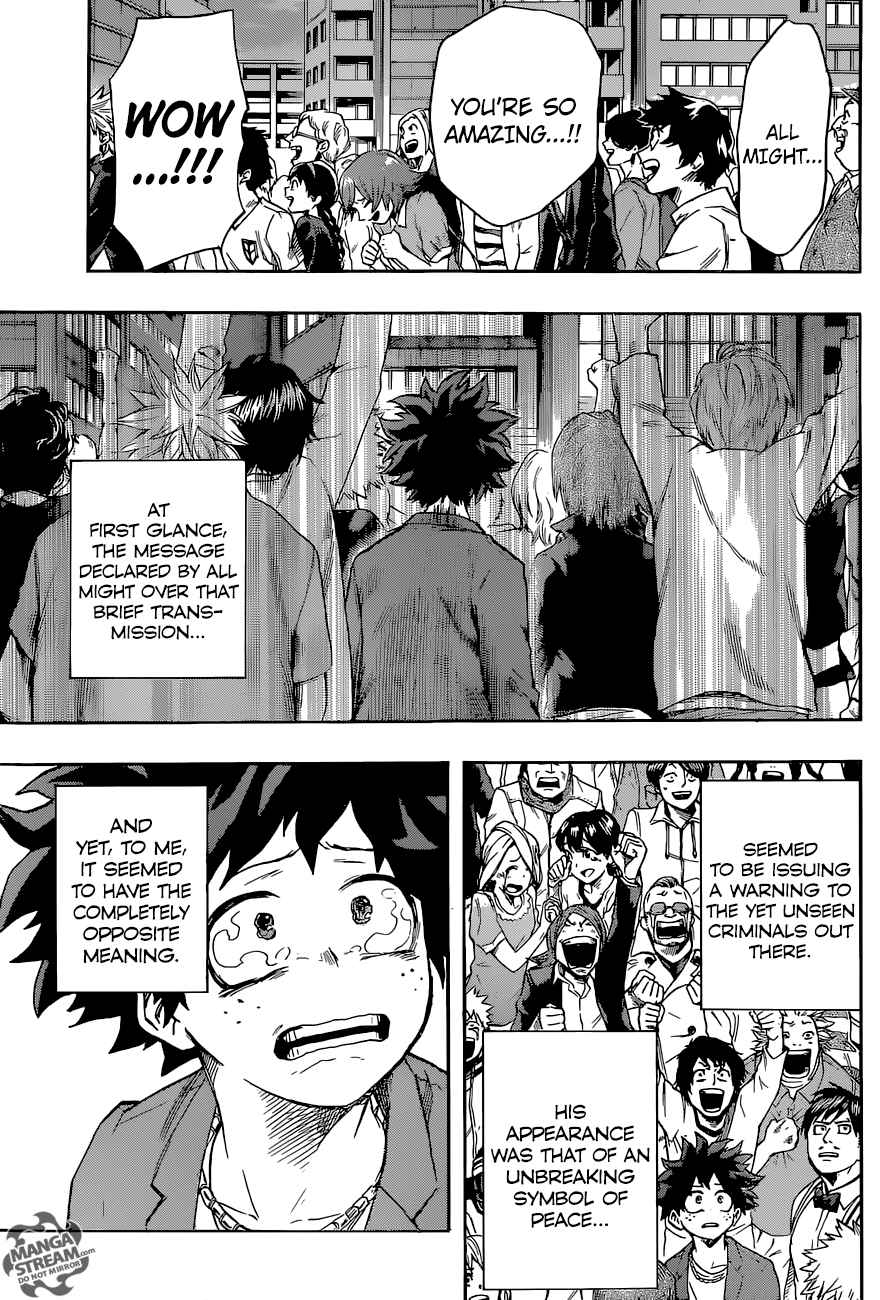 ALL
MIGHT...
YOU'RE SO
AMAZING...!!
WOW
...!!!
AT
FIRST GLANCE,
THE MESSAGE
DECLARED BY ALL
MIGHT OVER THAT
BRIEF TRANS-
MISSION...
SEEMED
TO BE ISSUING
A WARNING TO
THE YET UNSEEN
CRIMINALS OUT
THERE.
HIS
APPEARANCE
WAS THAT OF AN
UNBREAKING
SYMBOL OF
PEACE...
AND
YET, TO ME,
IT SEEMED
TO HAVE THE
COMPLETELY
OPPOSITE
MEANING.
MANGA
STREAM.com
DO NOT MIRROR!